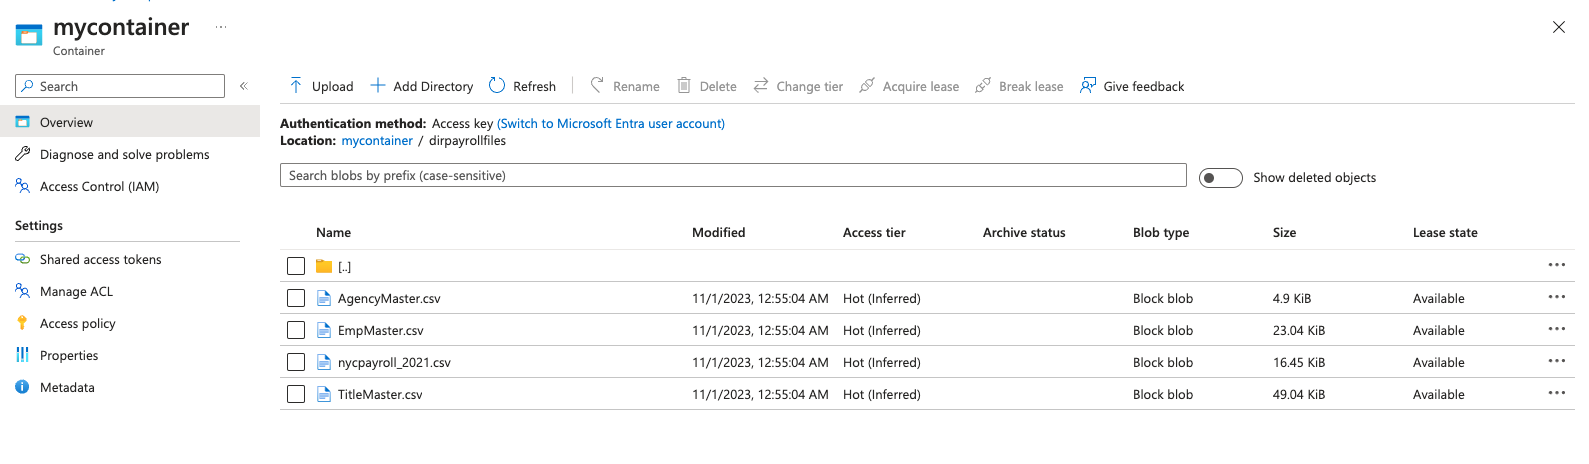 mycontainer ...
Container
Search «
Overview
Diagnose and solve problems
Access Control (IAM)
Settings
Shared access tokens
Manage ACL
Access policy
Properties
Metadata
Upload Add Directory Refresh Rename Delete Change tier Acquire lease Break lease Give feedback
Authentication method: Access key (Switch to Microsoft Entra user account)
Location: mycontainer / dirpayrollfiles
Search blobs by prefix (case-sensitive) Show deleted objects
Name Modified Access tier Archive status Blob type Size Lease state
[..] ...
AgencyMaster.csv 11/1/2023, 12:55:04 AM Hot (Inferred) Block blob 4.9 KiB Available ...
EmpMaster.csv 11/1/2023, 12:55:04 AM Hot (Inferred) Block blob 23.04 KiB Available ...
nycpayroll_2021.csv 11/1/2023, 12:55:04 AM Hot (Inferred) Block blob 16.45 KiB Available ...
TitleMaster.csv 11/1/2023, 12:55:04 AM Hot (Inferred) Block blob 49.04 KiB Available ...